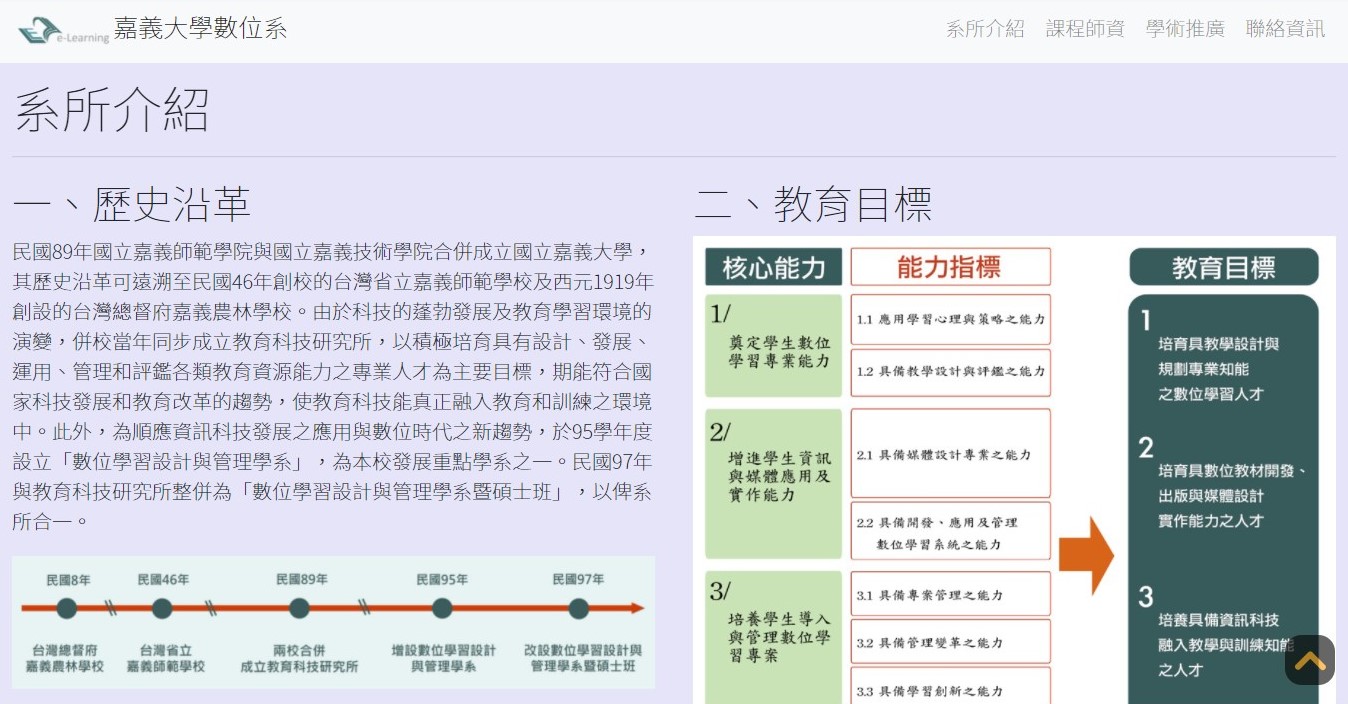 e-Learning 嘉義大學數位系
系所介紹 課程師資 學術推廣 聯絡資訊
系所介紹
一、歷史沿革
民國89年國立嘉義師範學院與國立嘉義技術學院合併成立國立嘉義大學，
其歷史沿革可遠溯至民國46年創校的台灣省立嘉義師範學校及西元1919年
創設的台灣總督府嘉義農林學校。由於科技的蓬勃發展及教育學習環境的
演變，併校當年同步成立教育科技研究所，以積極培育具有設計、發展、
運用、管理和評鑑各類教育資源能力之專業人才為主要目標，期能符合國
家科技發展和教育改革的趨勢，使教育科技能真正融入教育和訓練之環境
中。此外，為順應資訊科技發展之應用與數位時代之新趨勢，於95學年度
設立「數位學習設計與管理學系」，為本校發展重點學系之一。民國97年
與教育科技研究所整併為「數位學習設計與管理學系暨碩士班」，以俾系
所合一。
民國8年
台灣總督府
嘉義農林學校
民國46年
台灣省立
嘉義師範學校
民國89年
兩校合併
成立教育科技研究所
民國95年
增設數位學習設計
與管理學系
民國97年
改設數位學習設計與
管理學系暨碩士班
二、教育目標
核心能力
能力指標
教育目標
1/
奠定學生數位
學習專業能力
1.1 應用學習心理與策略之能力
1.2 具備教學設計與評鑑之能力
2/
增進學生資訊
與媒體應用及
實作能力
2.1 具備媒體設計專業之能力
2.2 具備開發、應用及管理
數位學習系統之能力
3/
培養學生導入
與管理數位學
習專案
3.1 具備專案管理之能力
3.2 具備管理變革之能力
3.3 具備學習創新之能力
1
培育具教學設計與
規劃專業知能
之數位學習人才
2
培育具數位教材開發、
出版與媒體設計
實作能力之人才
3
培養具備資訊科技
融入教學與訓練知能
之人才